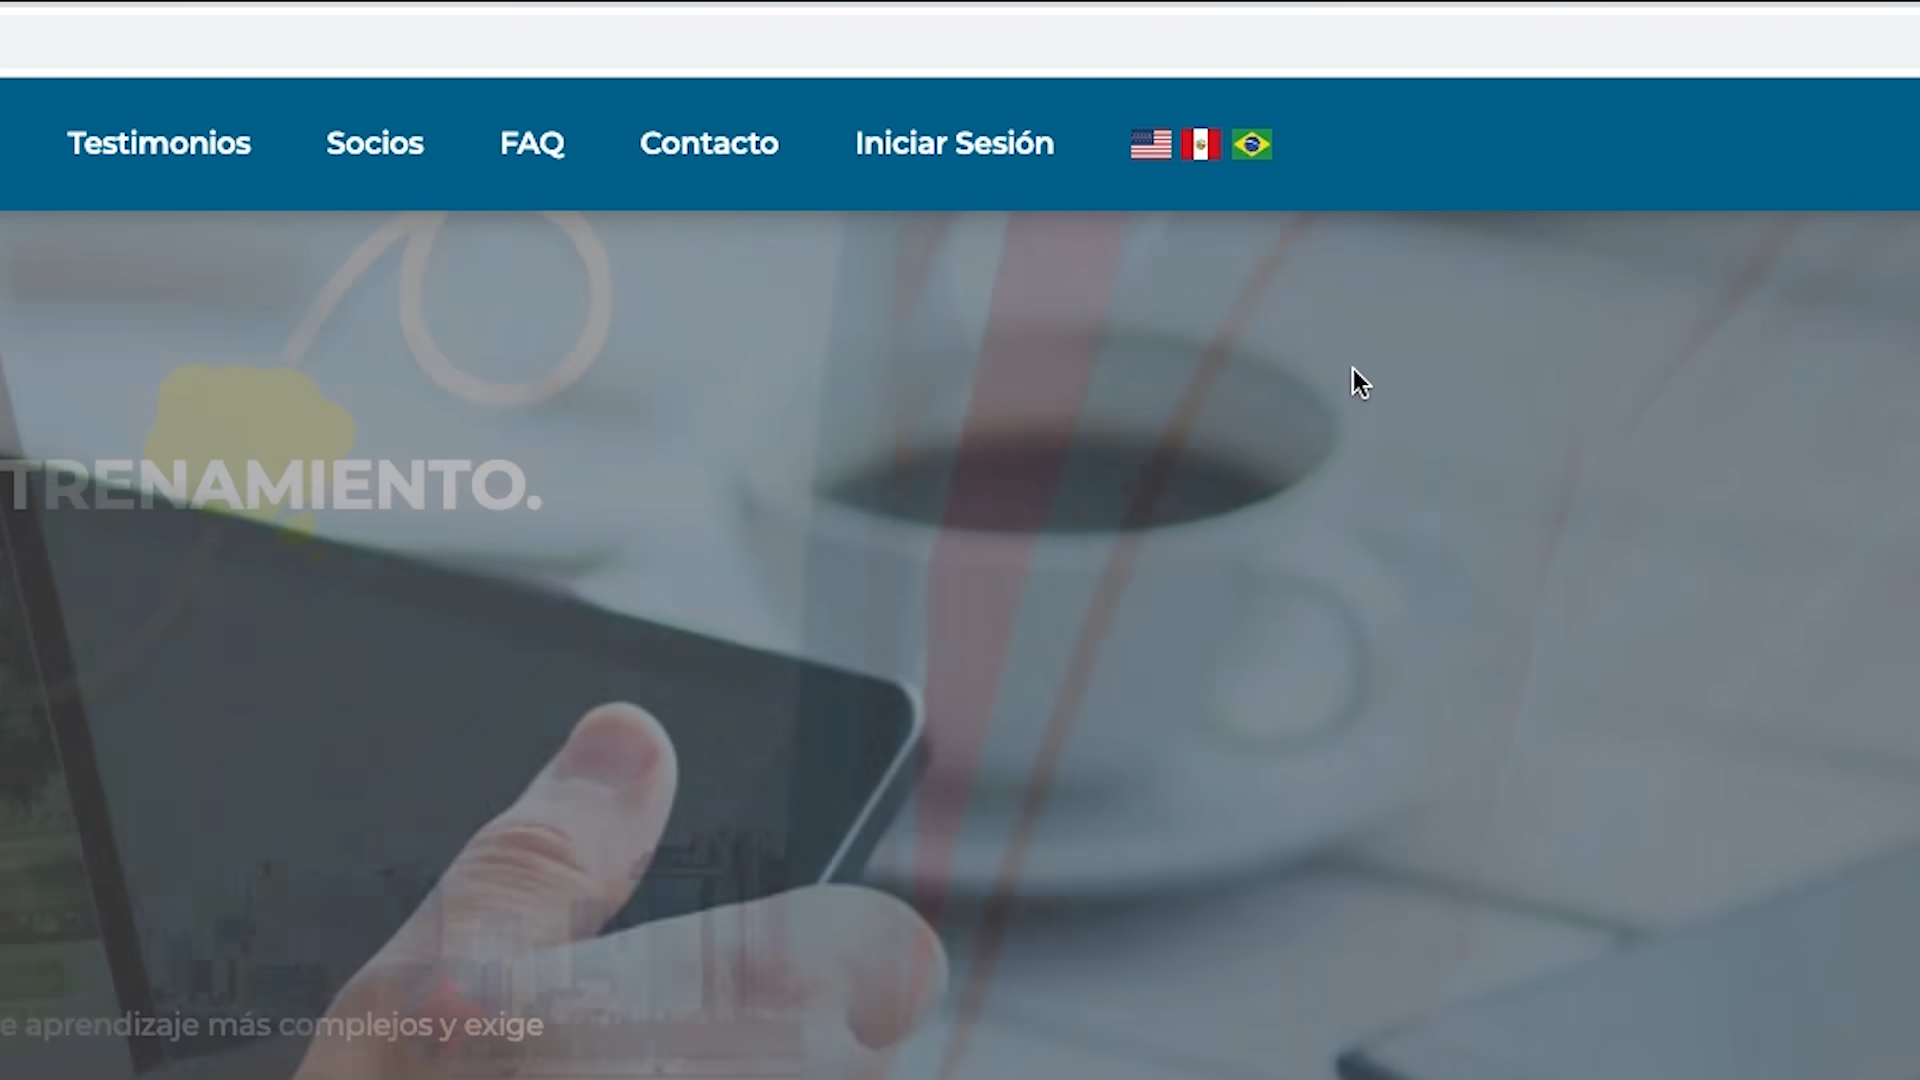 Testimonios Socios FAQ Contacto Iniciar Sesión
TRENAMIENTO.
e aprendizaje más complejos y exige